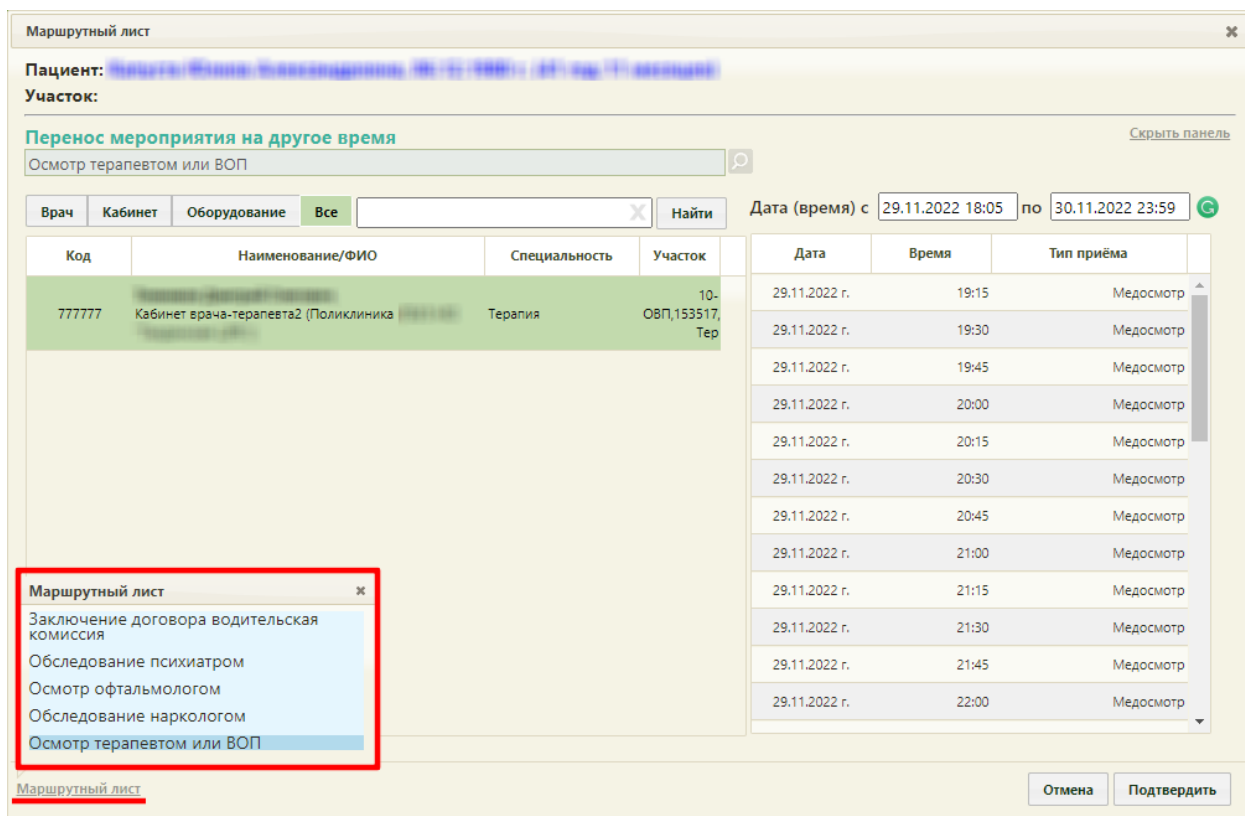 Маршрутный лист
Пациент:
Участок:
Перенос мероприятия на другое время
Скрыть панель
Осмотр терапевтом или ВОП
Врач Кабинет Оборудование Все Найти
Дата (время) с 29.11.2022 18:05 по 30.11.2022 23:59
Код Наименование/ФИО Специальность Участок
777777 Кабинет врача-терапевта2 (Поликлиника Терапия
10-
ОВП,153517,
Тер
Дата Время Тип приёма
29.11.2022 г. 19:15 Медосмотр
29.11.2022 г. 19:30 Медосмотр
29.11.2022 г. 19:45 Медосмотр
29.11.2022 г. 20:00 Медосмотр
29.11.2022 г. 20:15 Медосмотр
29.11.2022 г. 20:30 Медосмотр
29.11.2022 г. 20:45 Медосмотр
29.11.2022 г. 21:00 Медосмотр
29.11.2022 г. 21:15 Медосмотр
29.11.2022 г. 21:30 Медосмотр
29.11.2022 г. 21:45 Медосмотр
29.11.2022 г. 22:00 Медосмотр
Маршрутный лист
Заключение договора водительская
комиссия
Обследование психиатром
Осмотр офтальмологом
Обследование наркологом
Осмотр терапевтом или ВОП
Маршрутный лист
Отмена Подтвердить